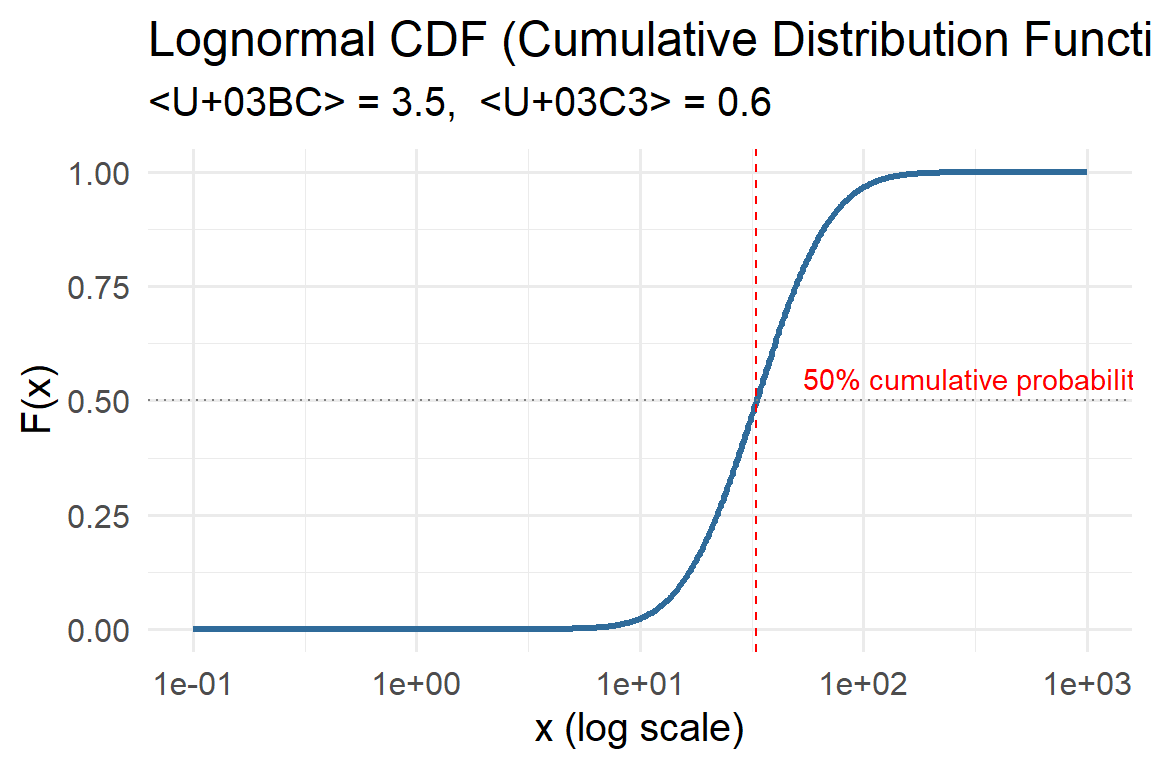 Lognormal CDF (Cumulative Distribution Functi
<U+03BC> = 3.5,  <U+03C3> = 0.6
1.00
0.75
50% cumulative probabilit
0.50
0.25
0.00
F(x)
1e-01 1e+00 1e+01 1e+02 1e+03
x (log scale)